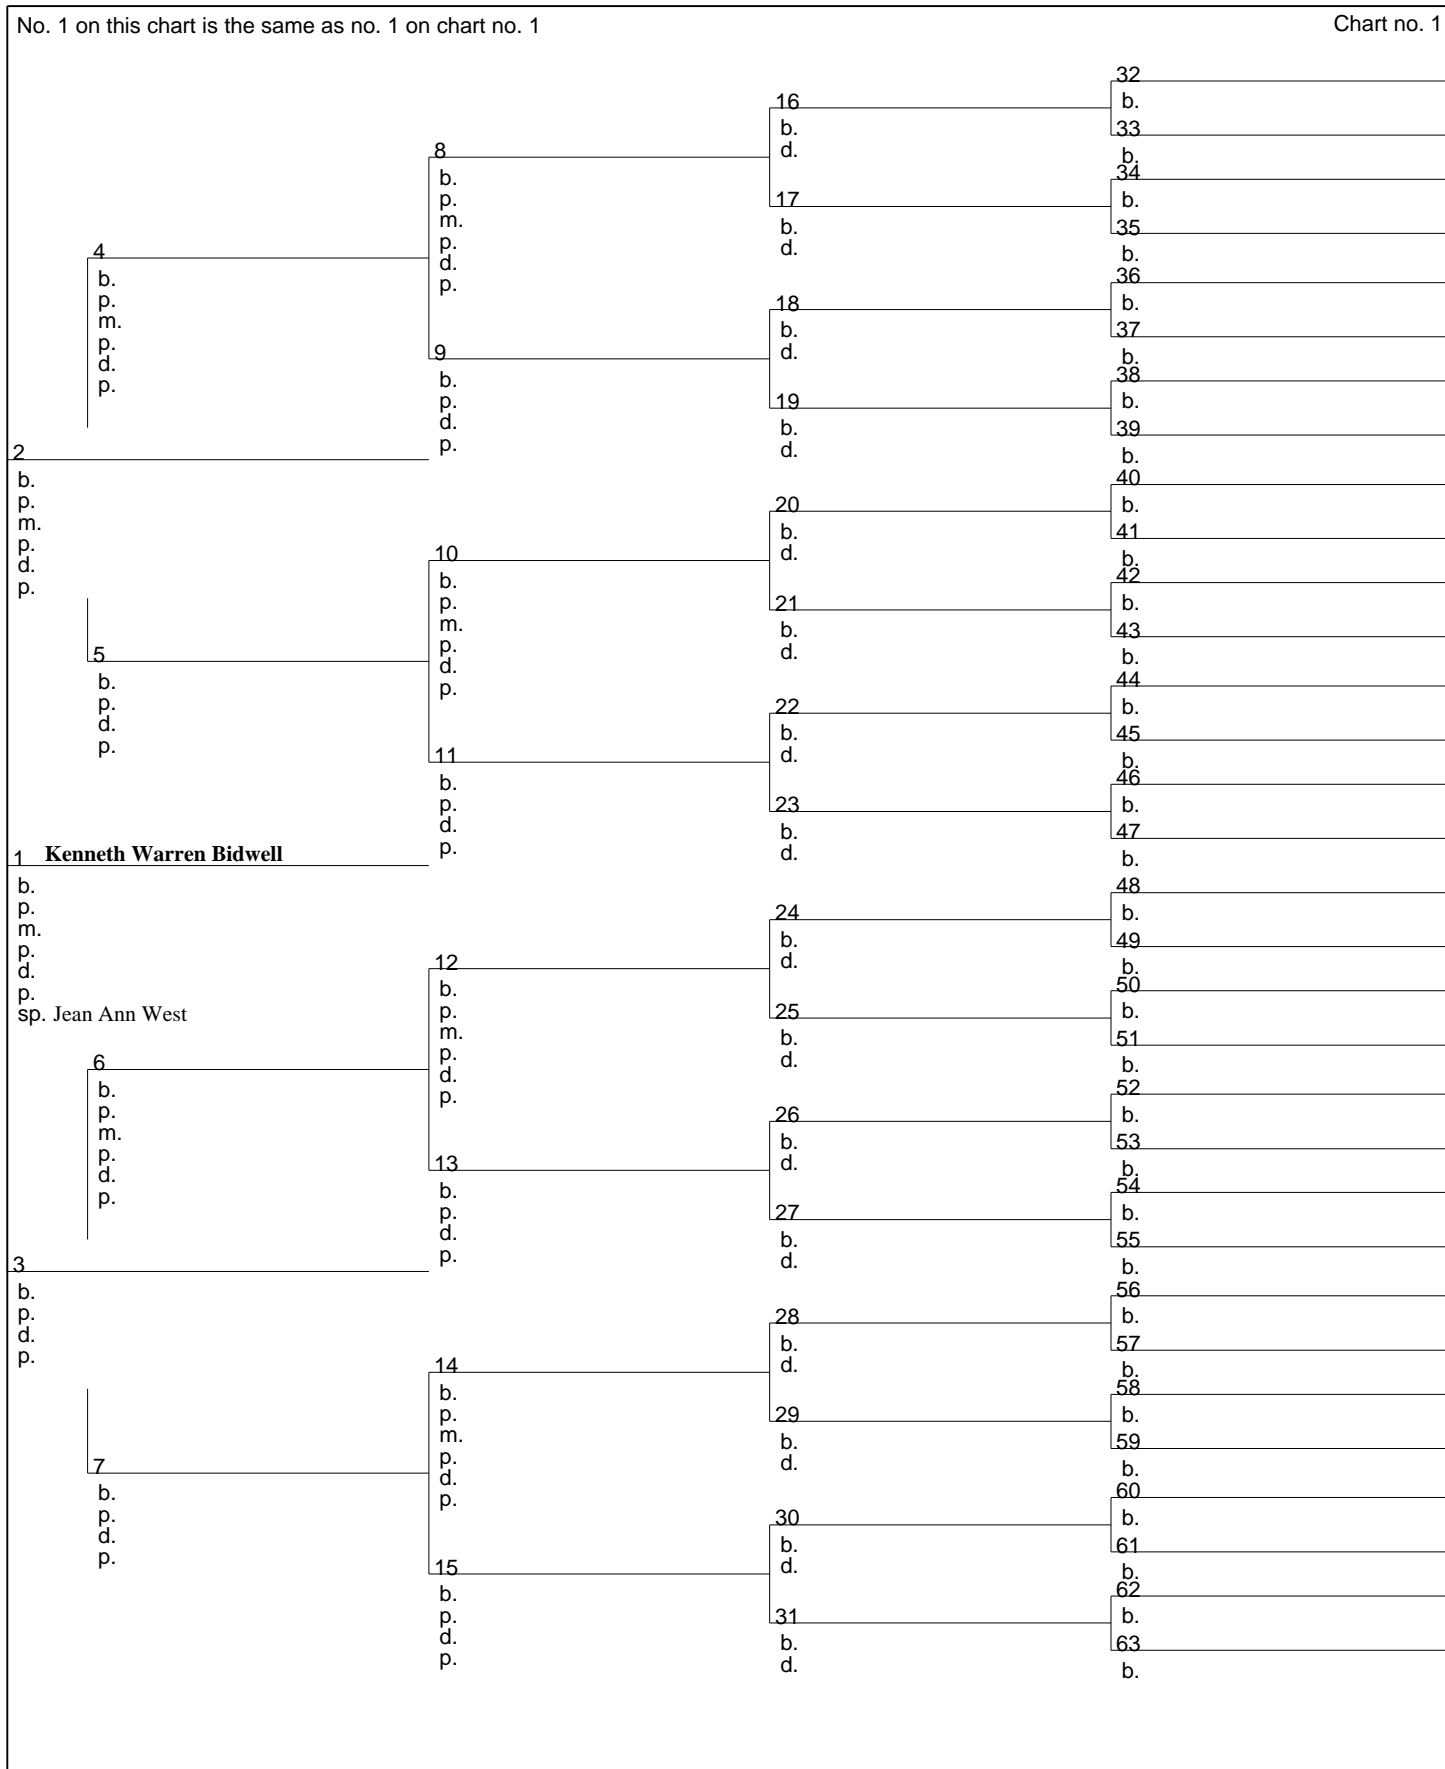 No. 1 on this chart is the same as no. 1 on chart no. 1
Chart no. 1
2
b.
p.
m.
p.
d.
p.
1 Kenneth Warren Bidwell
b.
p.
m.
p.
d.
p.
sp. Jean Ann West
3
b.
p.
d.
p.
4
b.
p.
m.
p.
d.
p.
5
b.
p.
d.
p.
6
b.
p.
m.
p.
d.
p.
7
b.
p.
d.
p.
8
b.
p.
m.
p.
d.
p.
9
b.
p.
d.
p.
10
b.
p.
m.
p.
d.
p.
11
b.
p.
d.
p.
12
b.
p.
m.
p.
d.
p.
13
b.
p.
d.
p.
14
b.
p.
m.
p.
d.
p.
15
b.
p.
d.
p.
16
b.
d.
17
b.
d.
18
b.
d.
19
b.
d.
20
b.
d.
21
b.
d.
22
b.
d.
23
b.
d.
24
b.
d.
25
b.
d.
26
b.
d.
27
b.
d.
28
b.
d.
29
b.
d.
30
b.
d.
31
b.
d.
32
b.
33
b.
34
b.
35
b.
36
b.
37
b.
38
b.
39
b.
40
b.
41
b.
42
b.
43
b.
44
b.
45
b.
46
b.
47
b.
48
b.
49
b.
50
b.
51
b.
52
b.
53
b.
54
b.
55
b.
56
b.
57
b.
58
b.
59
b.
60
b.
61
b.
62
b.
63
b.